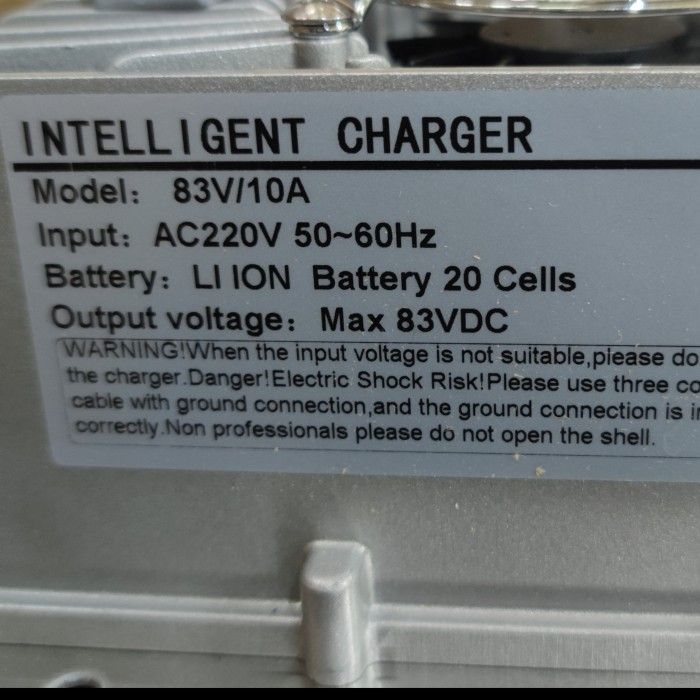 INTELLIGENT CHARGER
Model: 83V/10A
Input: AC220V 50~60Hz
Battery: LI ION Battery 20 Cells
Output voltage: Max 83VDC
WARNING!When the input voltage is not suitable,please do
the charger.Danger!Electric Shock Risk!Please use three
cable with ground connection,and the ground connection is
correctly.Non professionals please do not open the shell.